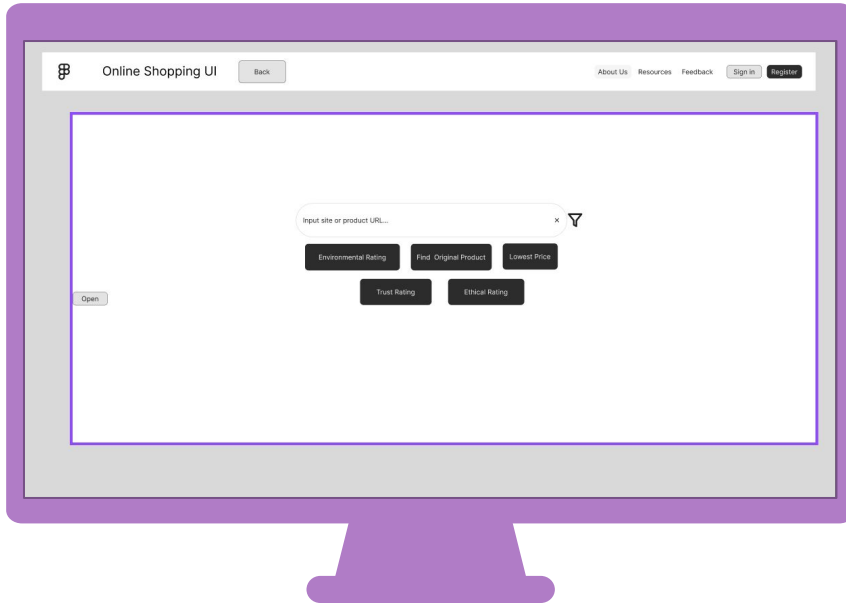 Online Shopping UI Back About Us Resources Feedback Sign in Register
Input site or product URL... ×
Environmental Rating Find Original Product Lowest Price
Trust Rating Ethical Rating
Open